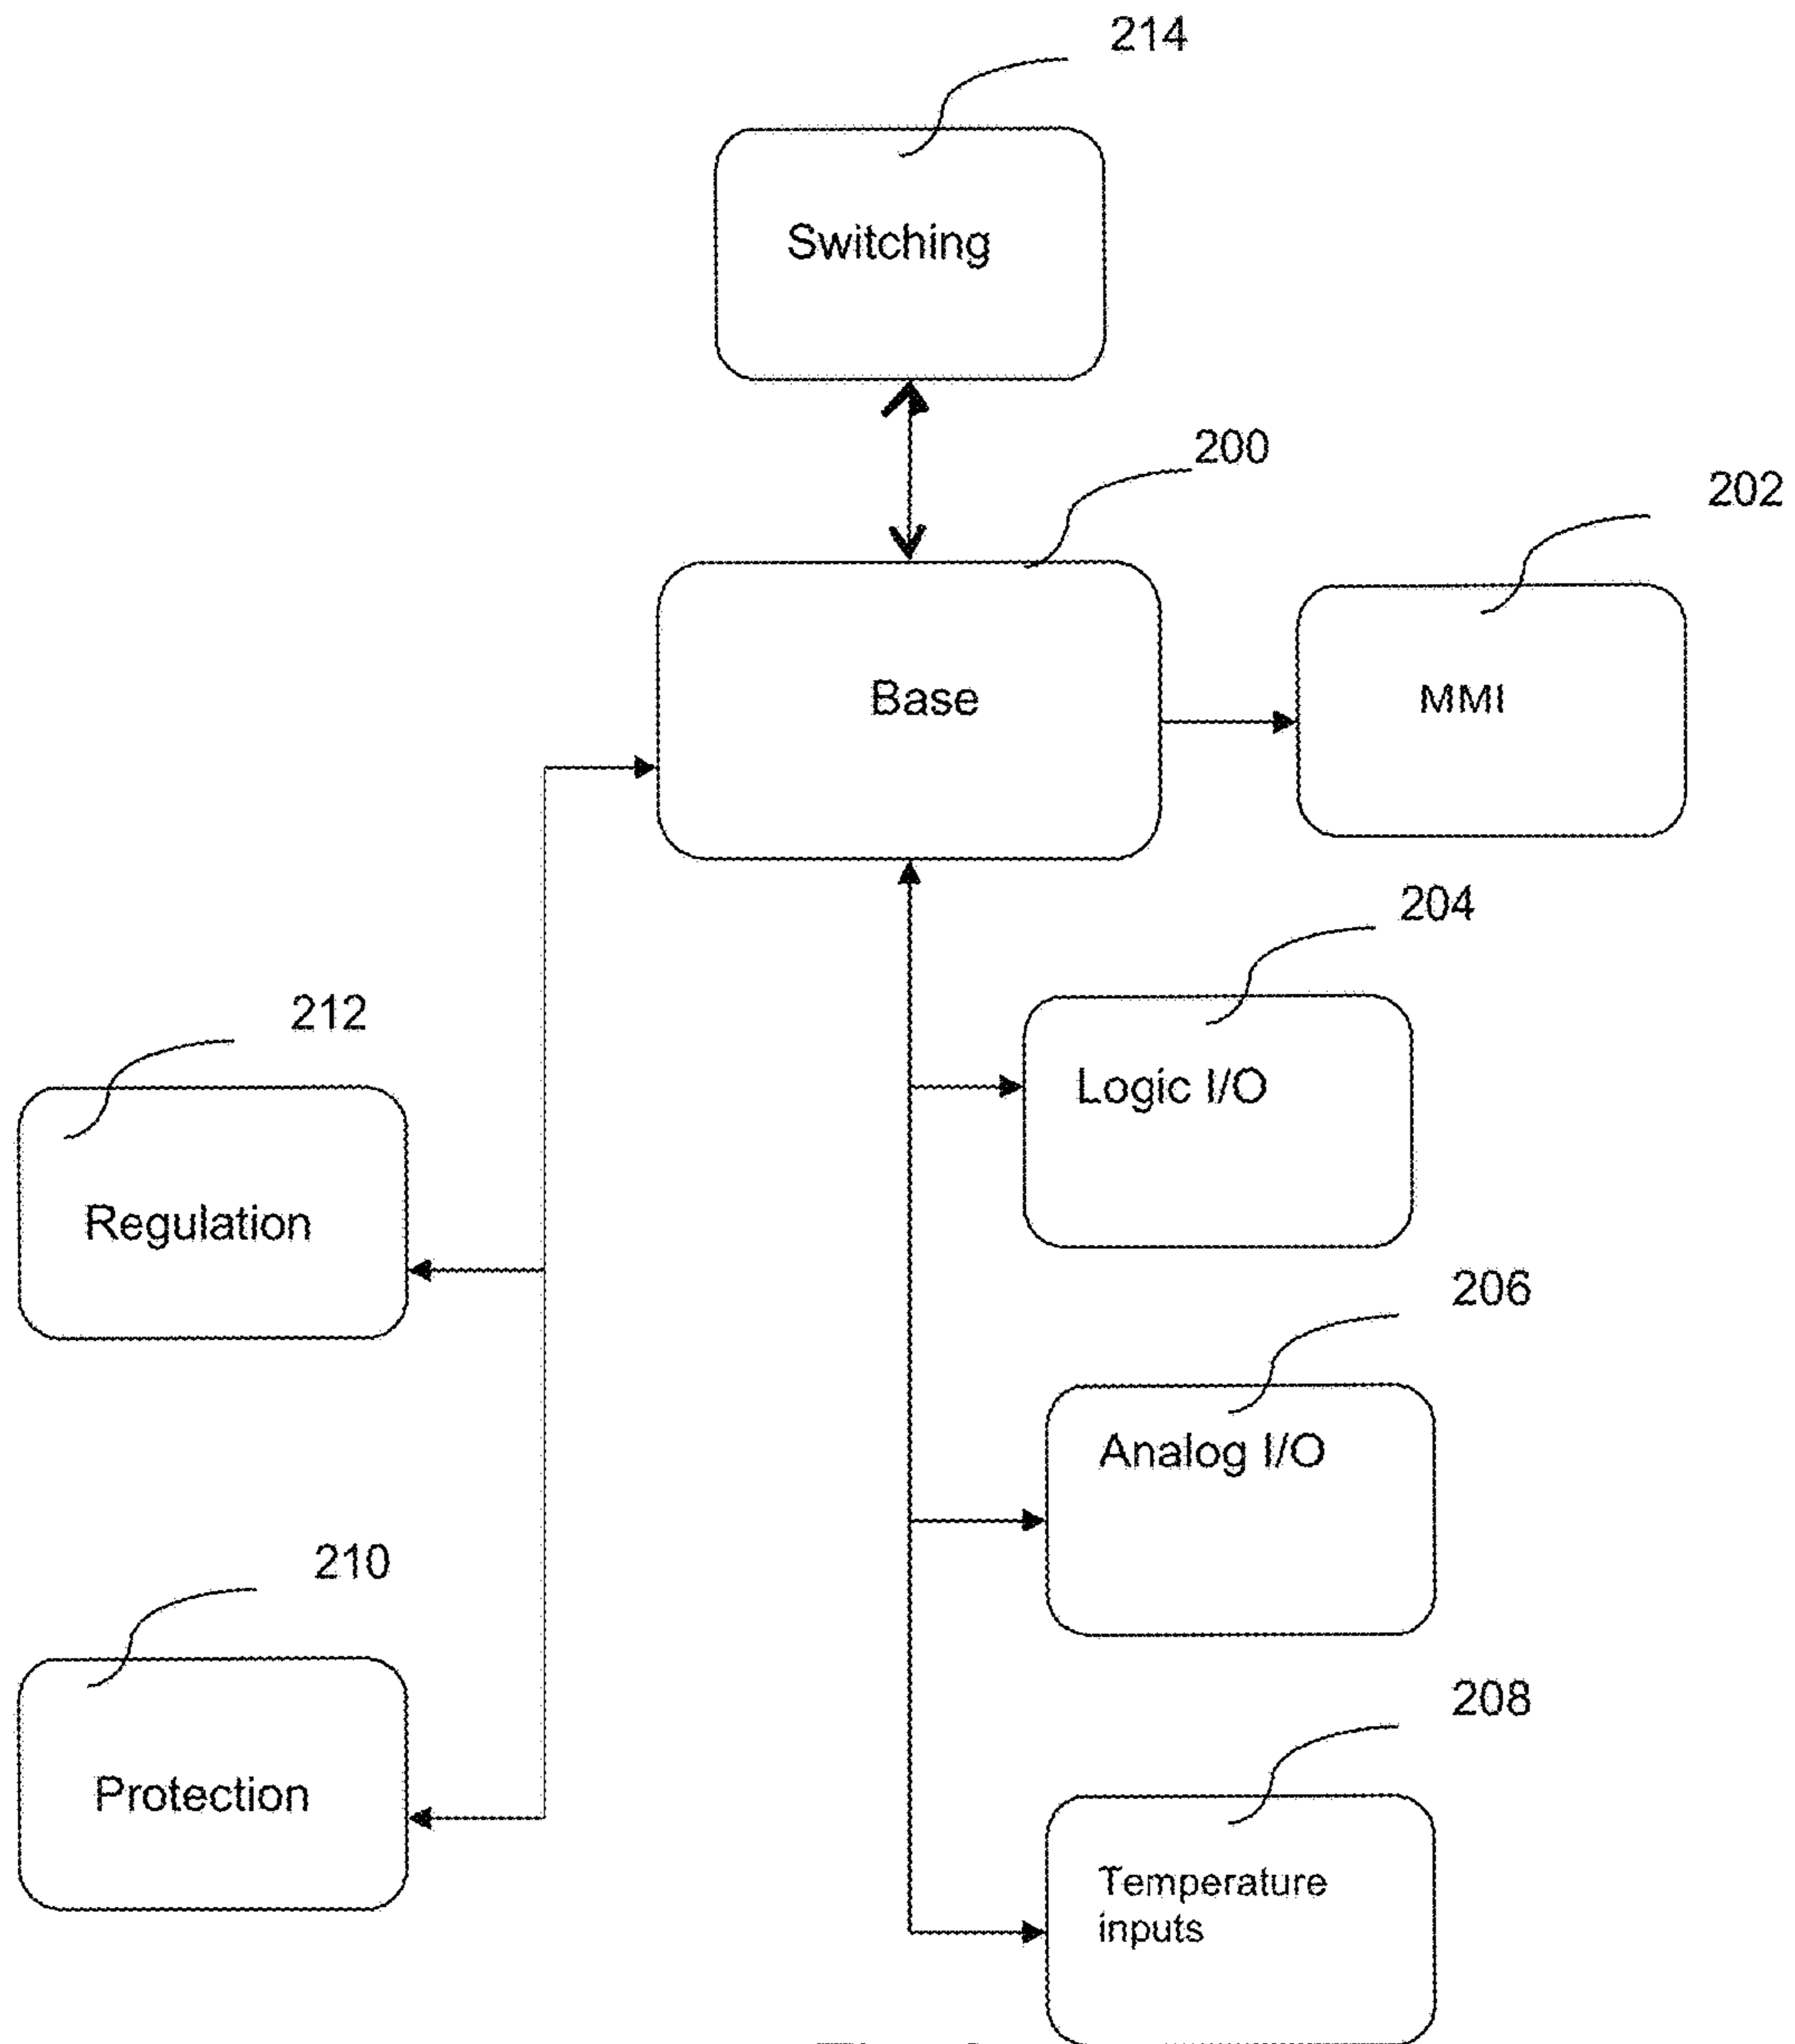 214
Switching
200
202
Base
MMI
204
212
Logic I/O
Regulation
206
Analog I/O
210
208
Protection
Temperature
inputs